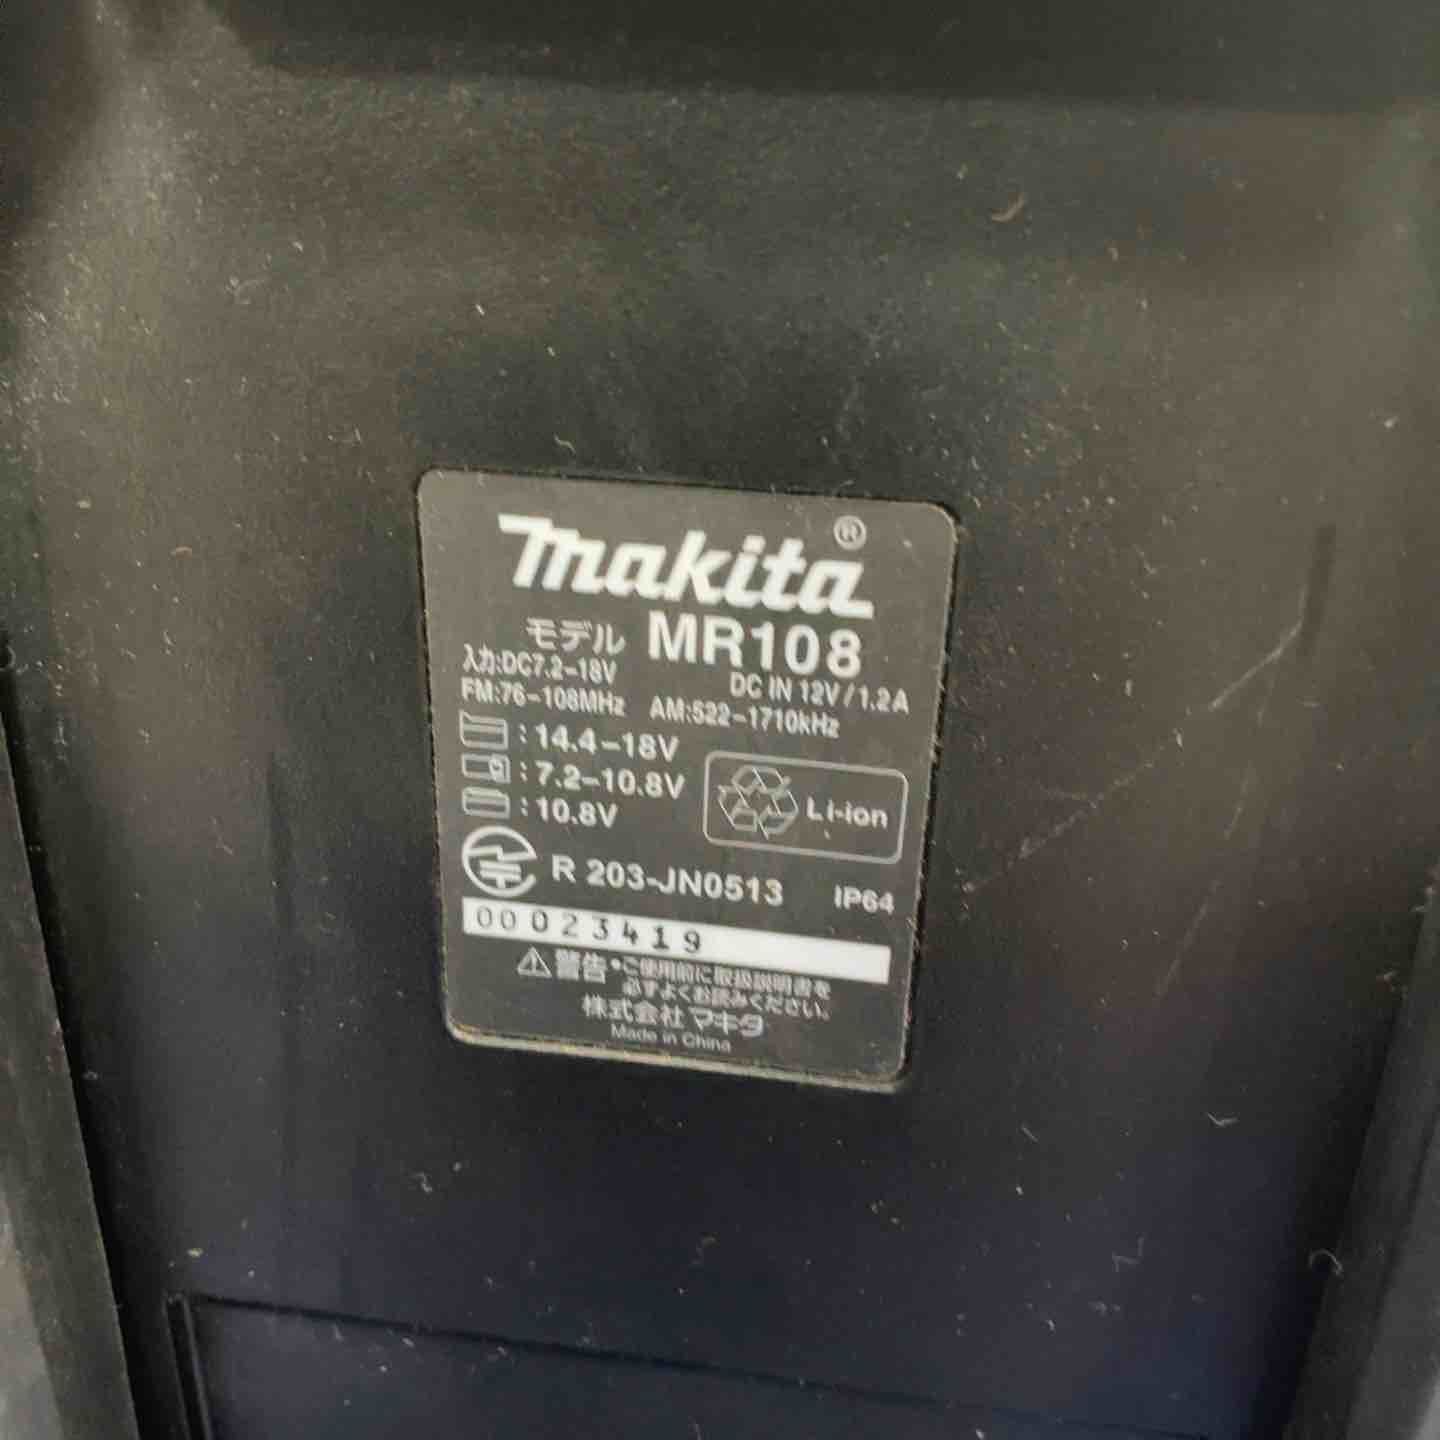 makita®
モデル MR108
入力:DC7.2-18V DC IN 12V/1.2A
FM:76-108MHz AM:522-1710kHz
:14.4-18V
:7.2-10.8V
:10.8V
Li-ion
R 203-JN0513 IP64
00023419
警告・ご使用前に取扱説明書を
必ずよくお読みください。
株式会社 マキタ
Made in China